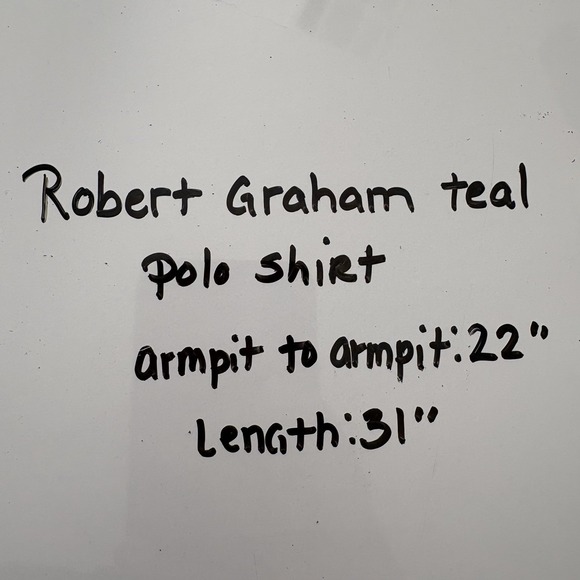 Robert Graham teal
Polo shirt
armpit to armpit:22"
Length:31"